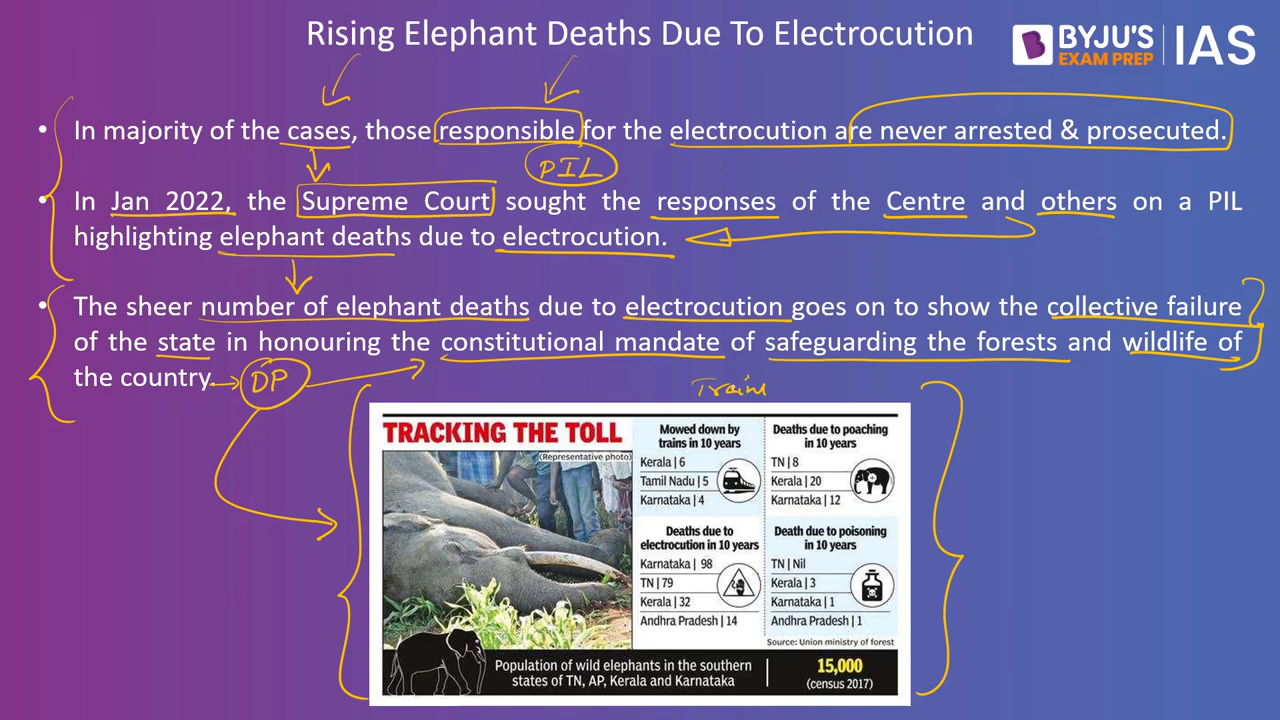 Rising Elephant Deaths Due To Electrocution
BYJU'S
EXAM PREP
IAS
• In majority of the cases, those responsible for the electrocution are never arrested & prosecuted.
PIL
• In Jan 2022, the Supreme Court sought the responses of the Centre and others on a PIL
highlighting elephant deaths due to electrocution.
• The sheer number of elephant deaths due to electrocution goes on to show the collective failure
of the state in honouring the constitutional mandate of safeguarding the forests and wildlife of
the country.
DP
TRACKING THE TOLL
(Representative photo)
Mowed down by
trains in 10 years
Kerala | 6
Tamil Nadu | 5
Karnataka | 4
Deaths due to poaching
in 10 years
TN | 8
Kerala | 20
Karnataka | 12
Deaths due to
electrocution in 10 years
Karnataka | 98
TN | 79
Kerala | 32
Andhra Pradesh | 14
Death due to poisoning
in 10 years
TN | Nil
Kerala | 3
Karnataka | 1
Andhra Pradesh | 1
Source: Union ministry of forest
Population of wild elephants in the southern
states of TN, AP, Kerala and Karnataka
15,000
(census 2017)